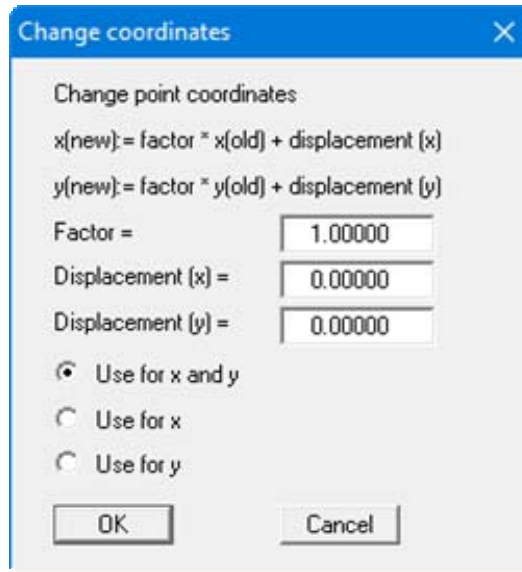 Change coordinates
Change point coordinates
x(new):= factor * x(old) + displacement (x)
y(new):= factor * y(old) + displacement (y)
Factor = 1.00000
Displacement (x) = 0.00000
Displacement (y) = 0.00000
Use for x and y
Use for x
Use for y
OK Cancel